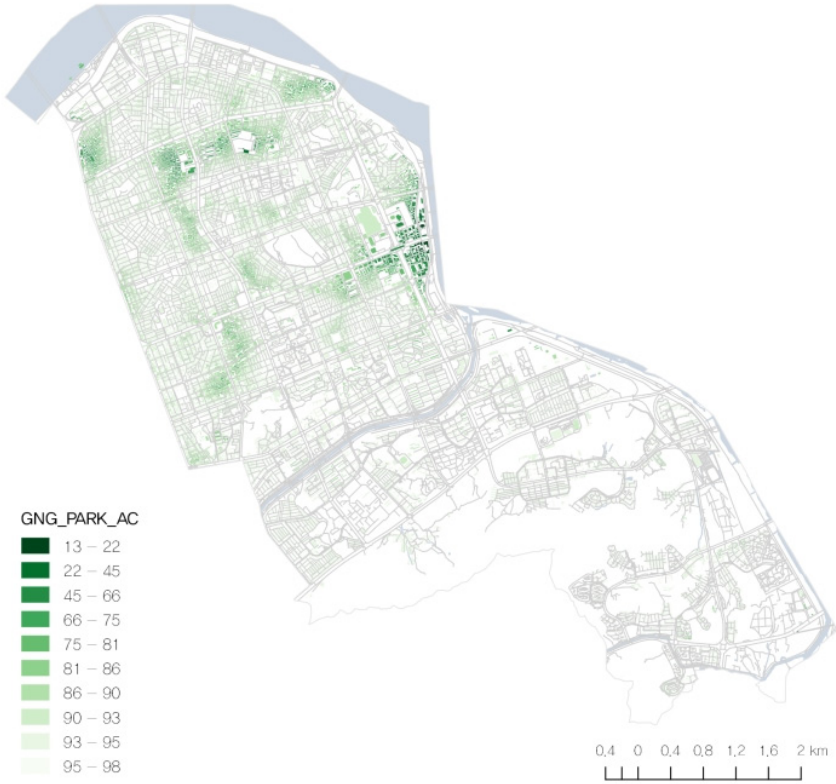 GNG_PARK_AC
13 – 22
22 – 45
45 – 66
66 – 75
75 – 81
81 – 86
86 – 90
90 – 93
93 – 95
95 – 98
0,4 0 0,4 0,8 1,2 1,6 2 km